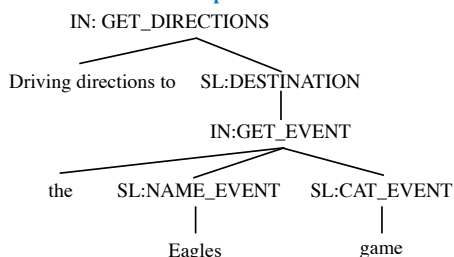 IN: GET_DIRECTIONS
Driving directions to SL:DESTINATION
IN:GET_EVENT
the SL:NAME_EVENT SL:CAT_EVENT
Eagles game